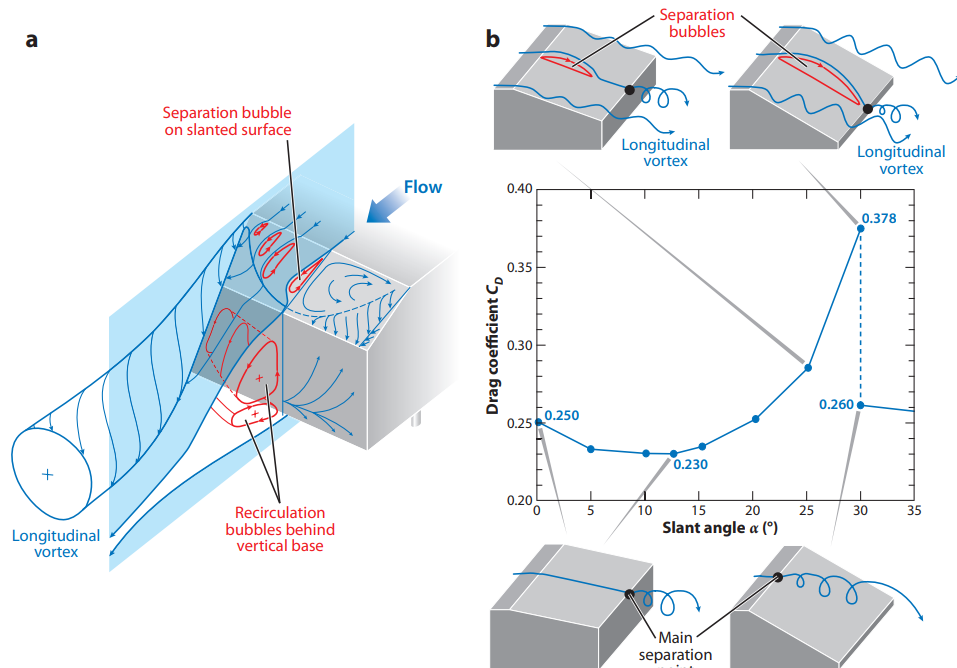 a
Separation bubble
on slanted surface
Flow
Longitudinal
vortex
Recirculation
bubbles behind
vertical base
b
Separation
bubbles
Longitudinal
vortex
Longitudinal
vortex
Drag coefficient C_D
0.40
0.35
0.30
0.25
0.20
0.378
0.260
0.250
0.230
0
5
10
15
20
25
30
35
Slant angle α (°)
Main
separation